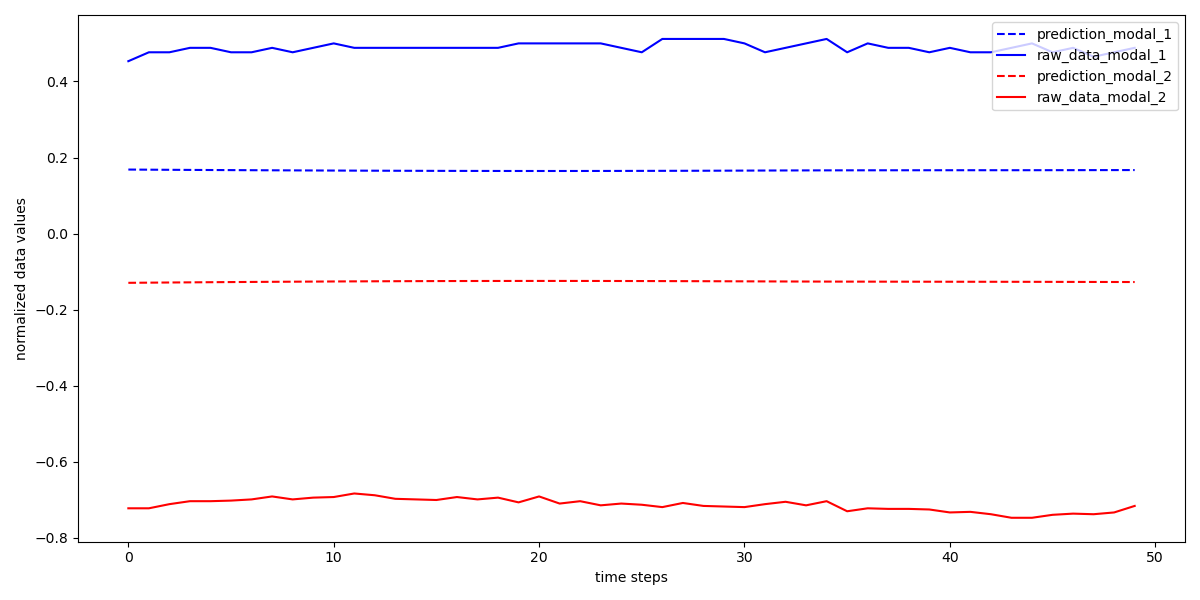 prediction_modal_1
raw_data_modal_1
prediction_modal_2
raw_data_modal_2
normalized data values
0.4
0.2
0.0
−0.2
−0.4
−0.6
−0.8
0 10 20 30 40 50
time steps